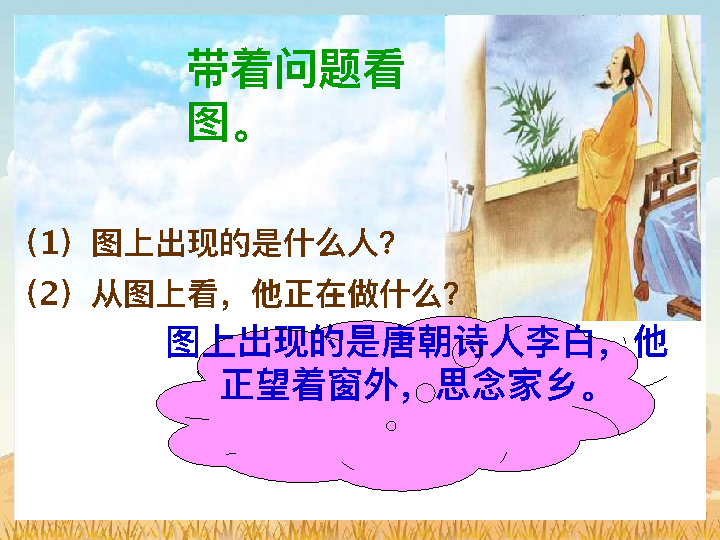 带着问题看
图。
（1）图上出现的是什么人?
（2）从图上看，他正在做什么?
图上出现的是唐朝诗人李白，他
正望着窗外，思念家乡。